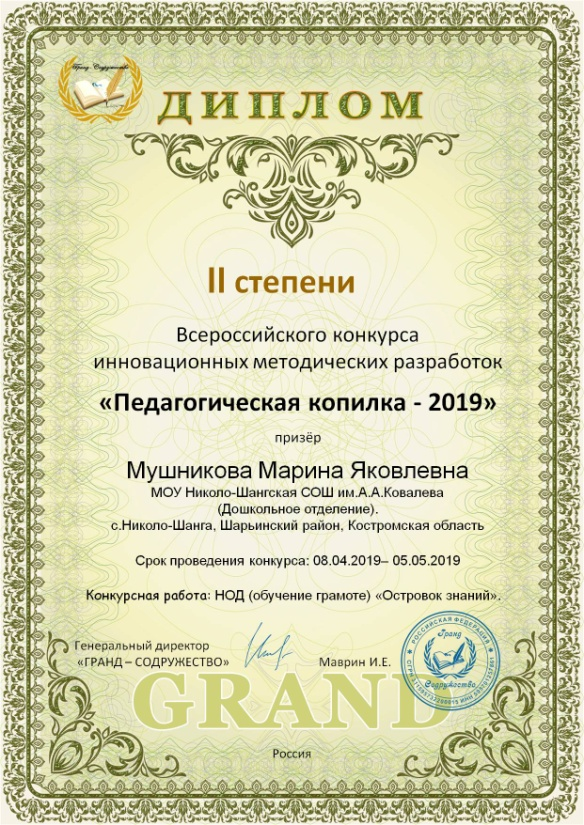 Гранд - Содружество
ДИПЛОМ
II степени
Всероссийского конкурса
инновационных методических разработок
«Педагогическая копилка - 2019»
призёр
Мушникова Марина Яковлевна
МОУ Николо-Шангская СОШ им.А.А.Ковалева
(Дошкольное отделение).
с.Николо-Шанга, Шарьинский район, Костромская область
Срок проведения конкурса: 08.04.2019– 05.05.2019
Конкурсная работа: НОД (обучение грамоте) «Островок знаний».
Генеральный директор
«ГРАНД – СОДРУЖЕСТВО» Маврин И.Е.
РОССИЙСКАЯ ФЕДЕРАЦИЯ
Гранд
Содружество
GRAND
Россия